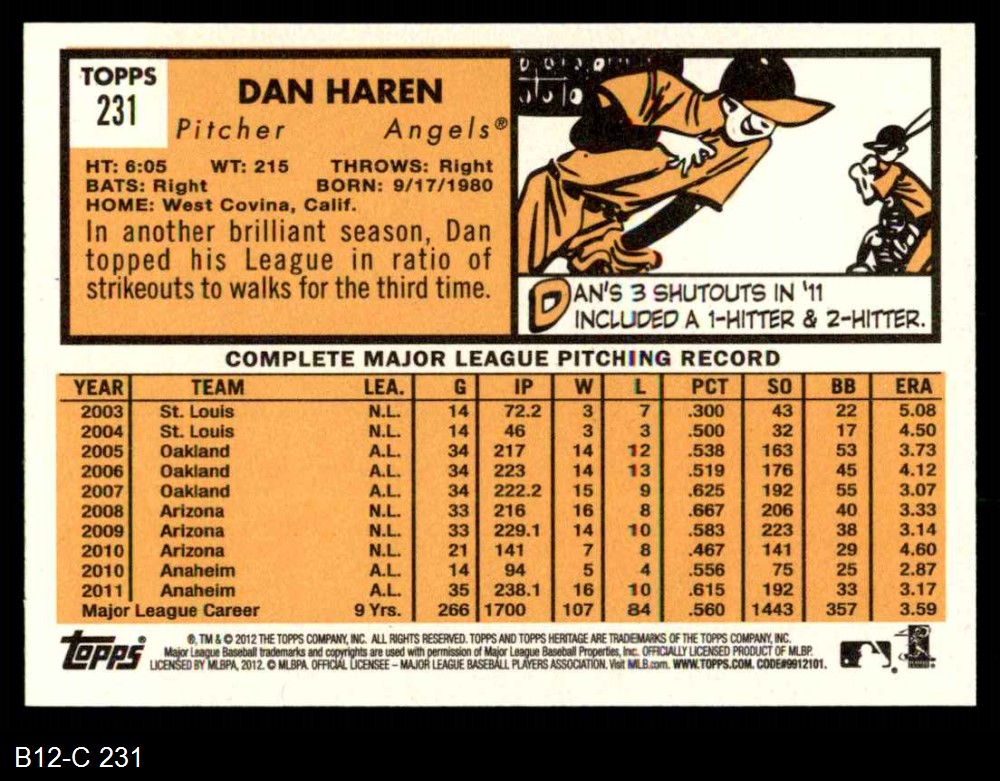 TOPPS
231
DAN HAREN
Pitcher Angels®
HT: 6:05 WT: 215 THROWS: Right
BATS: Right BORN: 9/17/1980
HOME: West Covina, Calif.
In another brilliant season, Dan
topped his League in ratio of
strikeouts to walks for the third time.
DAN'S 3 SHUTOUTS IN '11
INCLUDED A 1-HITTER & 2-HITTER.
COMPLETE MAJOR LEAGUE PITCHING RECORD
YEAR TEAM LEA. G IP W L PCT SO BB ERA
2003 St. Louis N.L. 14 72.2 3 7 .300 43 22 5.08
2004 St. Louis N.L. 14 46 3 3 .500 32 17 4.50
2005 Oakland A.L. 34 217 14 12 .538 163 53 3.73
2006 Oakland A.L. 34 223 14 13 .519 176 45 4.12
2007 Oakland A.L. 34 222.2 15 9 .625 192 55 3.07
2008 Arizona N.L. 33 216 16 8 .667 206 40 3.33
2009 Arizona N.L. 33 229.1 14 10 .583 223 38 3.14
2010 Arizona N.L. 21 141 7 8 .467 141 29 4.60
2010 Anaheim A.L. 14 94 5 4 .556 75 25 2.87
2011 Anaheim A.L. 35 238.1 16 10 .615 192 33 3.17
Major League Career 9 Yrs. 266 1700 107 84 .560 1443 357 3.59
Topps®
®, TM & © 2012 THE TOPPS COMPANY, INC. ALL RIGHTS RESERVED. TOPPS AND TOPPS HERITAGE ARE TRADEMARKS OF THE TOPPS COMPANY, INC.
Major League Baseball trademarks and copyrights are used with permission of Major League Baseball Properties, Inc. OFFICIALLY LICENSED PRODUCT OF MLBP.
LICENSED BY MLBPA, 2012. © MLBPA. OFFICIAL LICENSEE – MAJOR LEAGUE BASEBALL PLAYERS ASSOCIATION. Visit MLB.com. WWW.TOPPS.COM. CODE#9912101.
B12-C 231